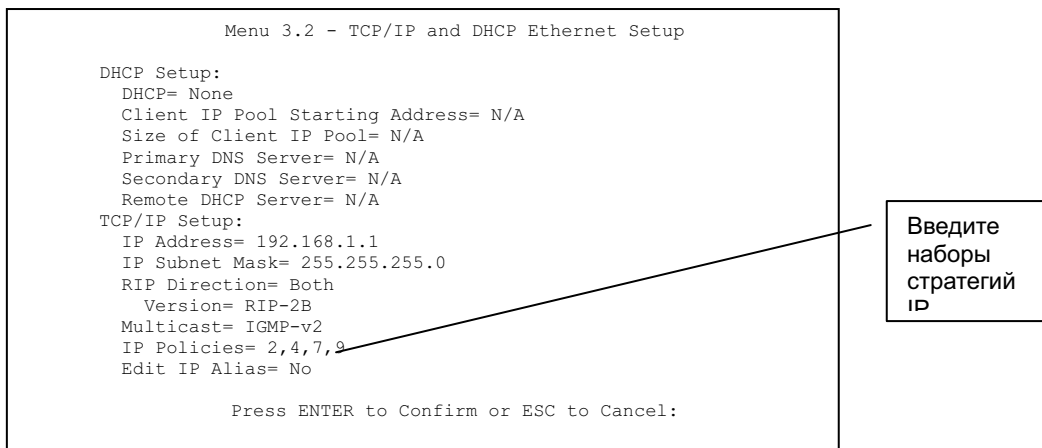 Menu 3.2 - TCP/IP and DHCP Ethernet Setup
DHCP Setup:
DHCP= None
Client IP Pool Starting Address= N/A
Size of Client IP Pool= N/A
Primary DNS Server= N/A
Secondary DNS Server= N/A
Remote DHCP Server= N/A
TCP/IP Setup:
IP Address= 192.168.1.1
IP Subnet Mask= 255.255.255.0
RIP Direction= Both
Version= RIP-2B
Multicast= IGMP-v2
IP Policies= 2,4,7,9
Edit IP Alias= No
Press ENTER to Confirm or ESC to Cancel:
Введите
наборы
стратегий
IP